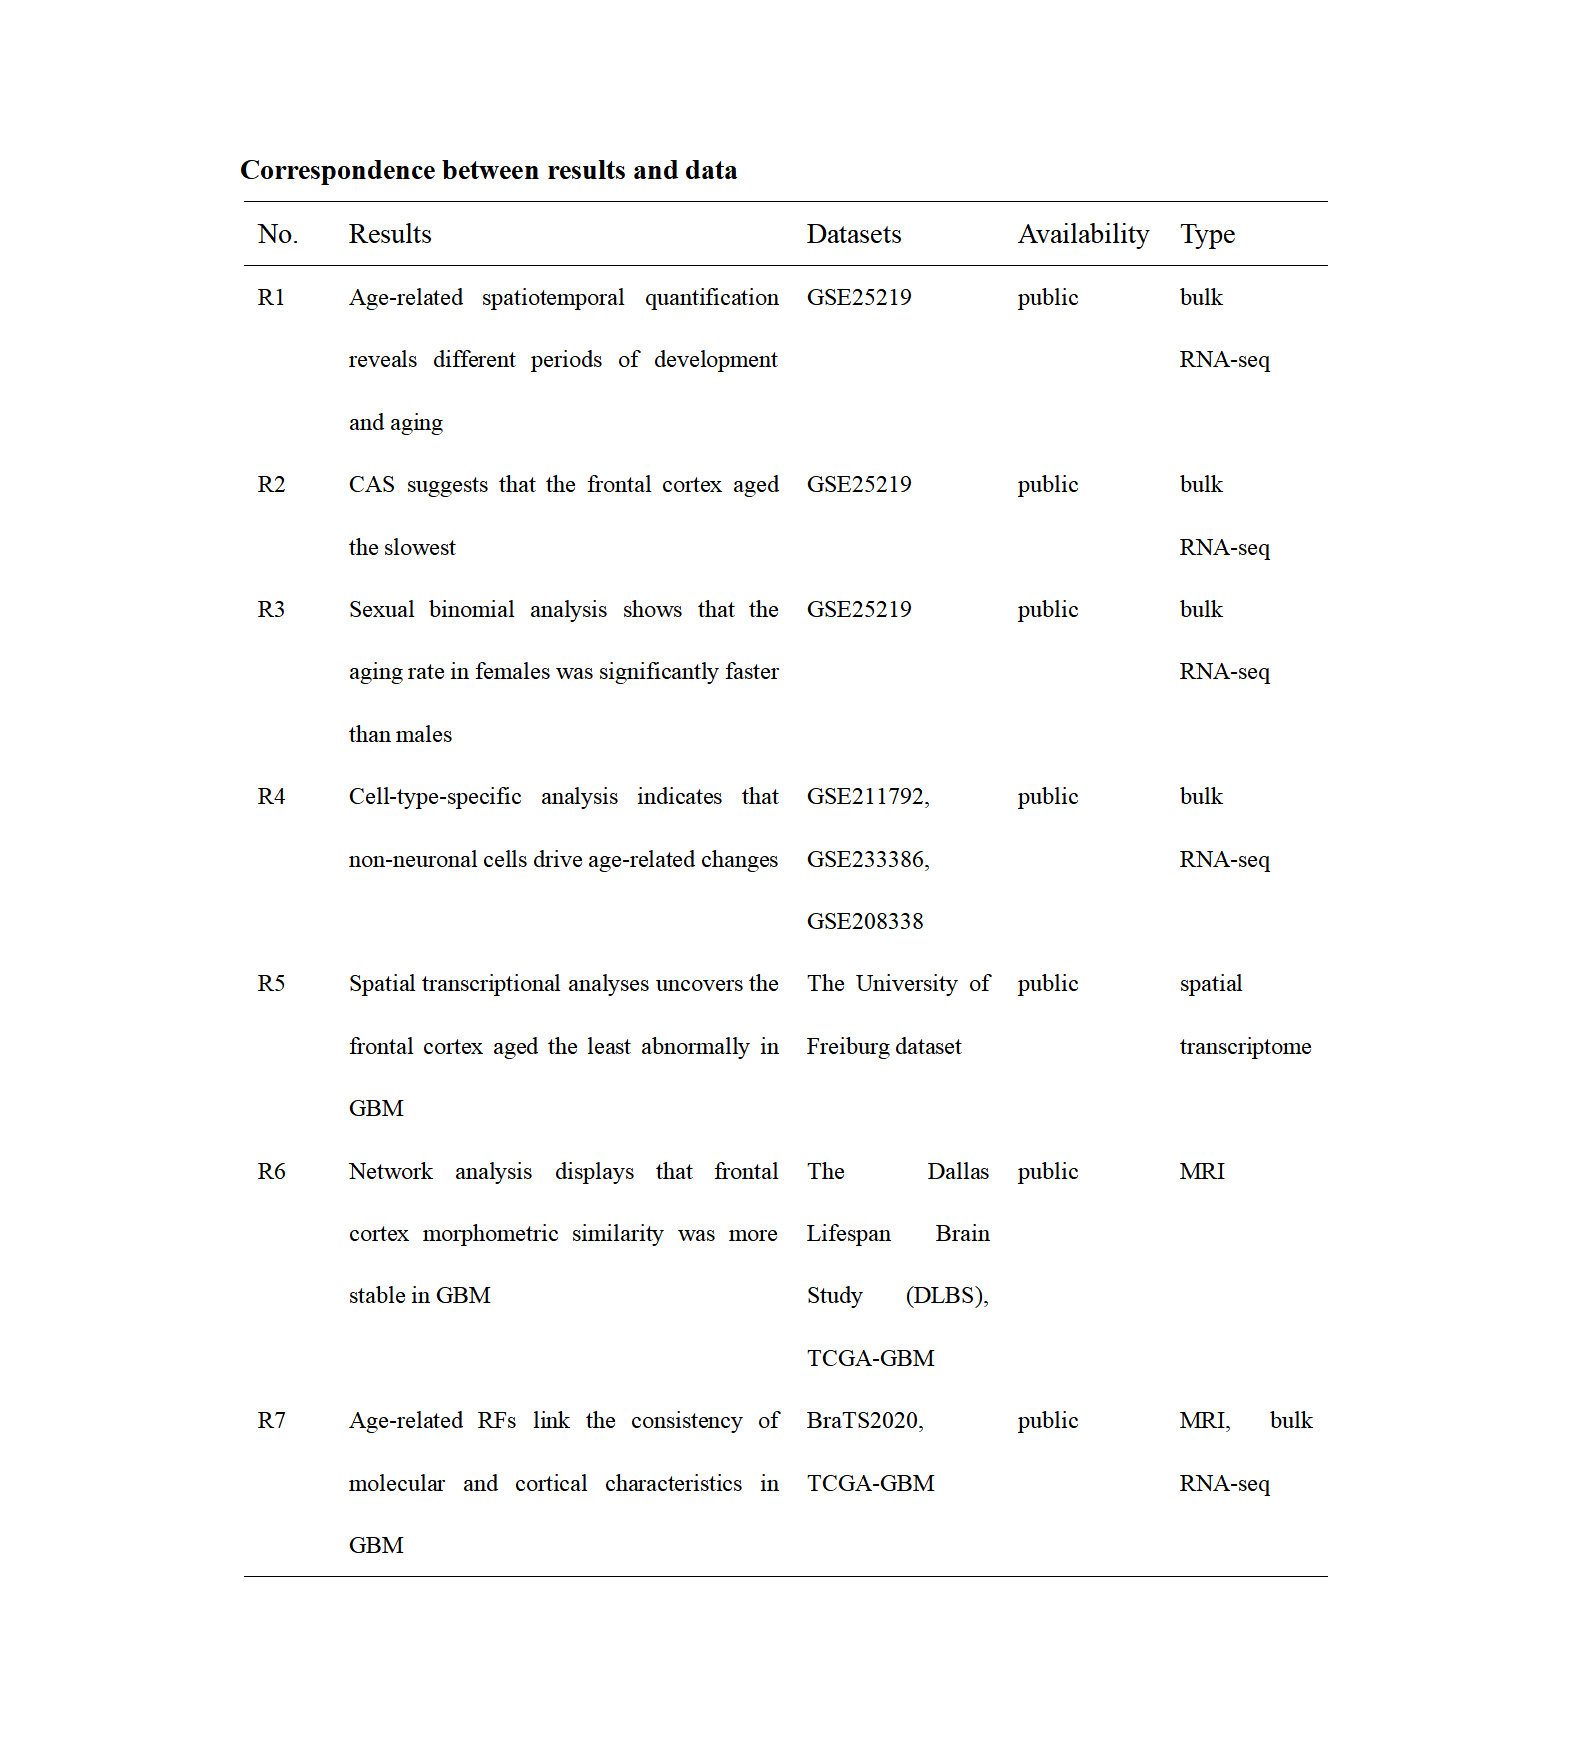 Correspondence between results and data
No. Results Datasets Availability Type
R1 Age-related spatiotemporal quantification GSE25219 public bulk
reveals different periods of development RNA-seq
and aging
R2 CAS suggests that the frontal cortex aged GSE25219 public bulk
the slowest RNA-seq
R3 Sexual binomial analysis shows that the GSE25219 public bulk
aging rate in females was significantly faster RNA-seq
than males
R4 Cell-type-specific analysis indicates that GSE211792, public bulk
non-neuronal cells drive age-related changes GSE233386, RNA-seq
GSE208338
R5 Spatial transcriptional analyses uncovers the The University of public spatial
frontal cortex aged the least abnormally in Freiburg dataset transcriptome
GBM
R6 Network analysis displays that frontal The Dallas public MRI
cortex morphometric similarity was more Lifespan Brain
stable in GBM Study (DLBS),
TCGA-GBM
R7 Age-related RFs link the consistency of BraTS2020, public MRI, bulk
molecular and cortical characteristics in TCGA-GBM RNA-seq
GBM